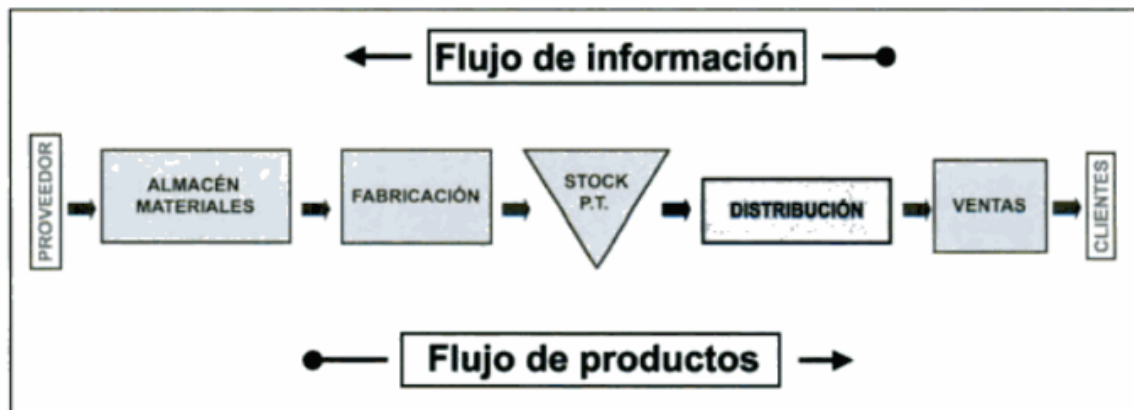 Flujo de información
PROVEEDOR
ALMACÉN
MATERIALES
FABRICACIÓN
STOCK
P.T.
DISTRIBUCIÓN
VENTAS
CLIENTES
Flujo de productos